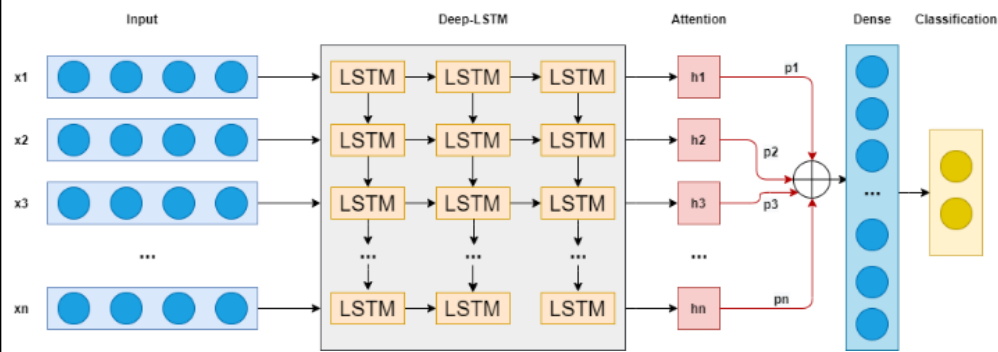 Input Deep-LSTM Attention Dense Classification
x1 LSTM LSTM LSTM h1 p1
x2 LSTM LSTM LSTM h2 p2
x3 LSTM LSTM LSTM h3 p3
... ... ... ... ... ...
xn LSTM LSTM LSTM hn pn